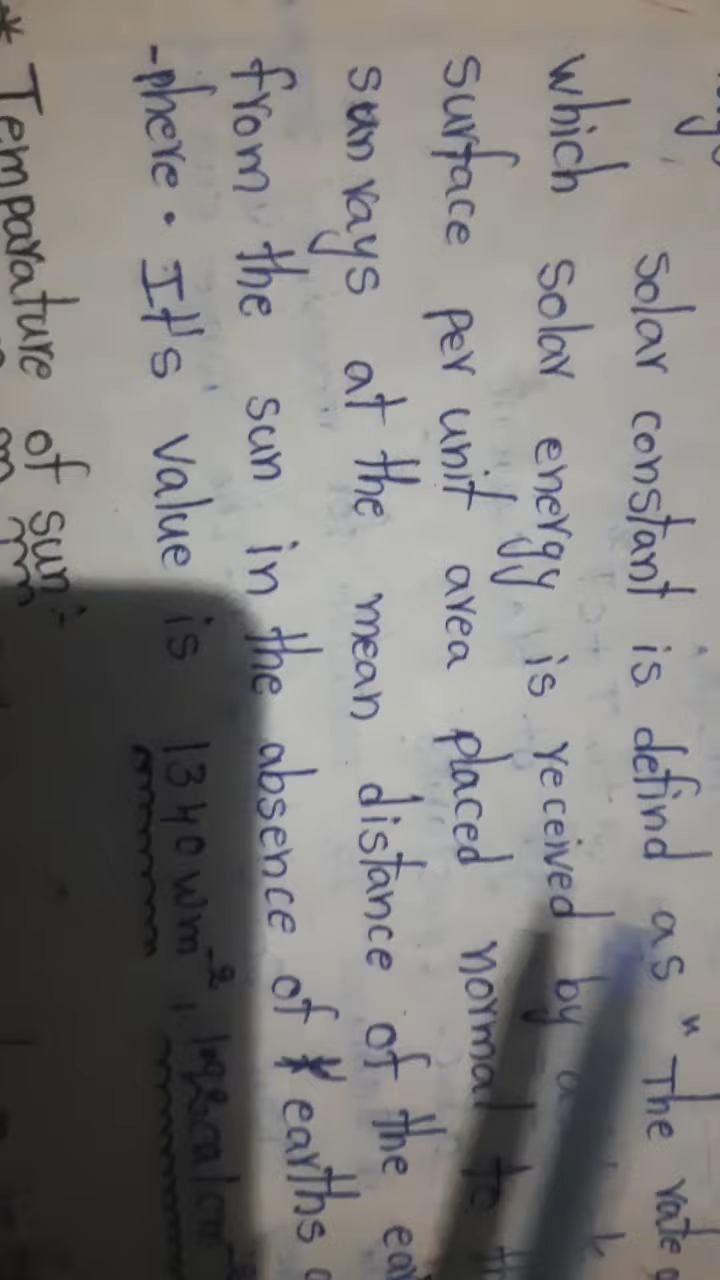 Solar constant is defind as " The rate
which solar energy is received by
surface per unit area placed normal to
sun rays at the mean distance of the
from the sun in the absence of earths
-phere. It's value is 1340 wm-2,
* Temparature of sun :-